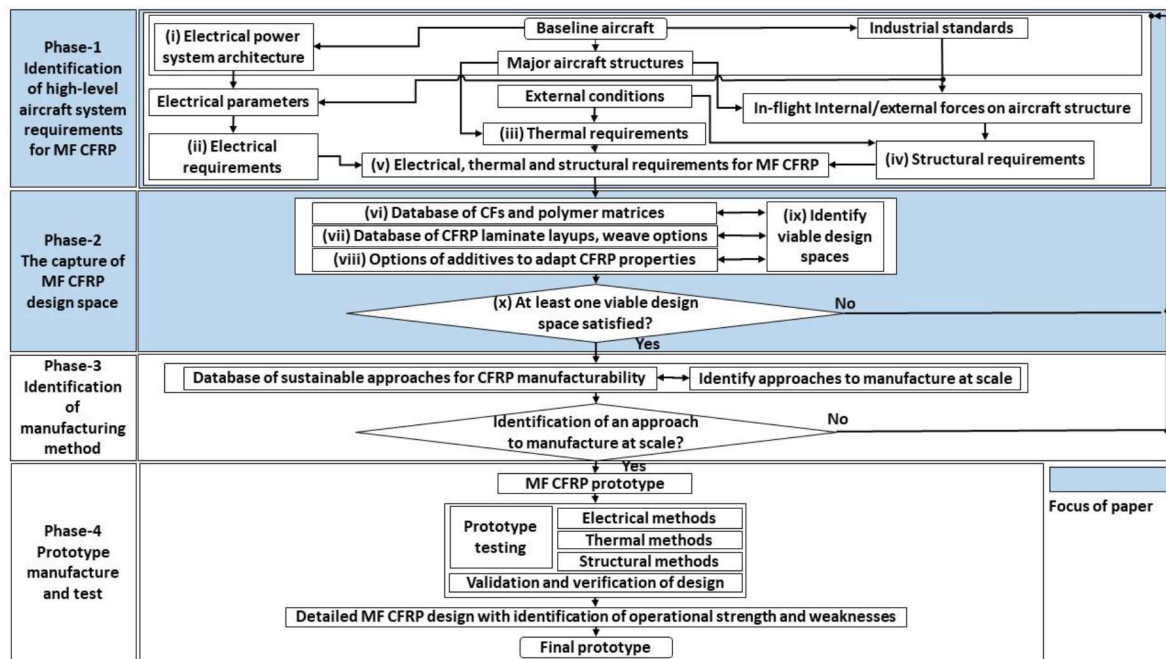 Phase-1
Identification
of high-level
aircraft system
requirements
for MF CFRP
(i) Electrical power
system architecture
Baseline aircraft
Industrial standards
Major aircraft structures
Electrical parameters
External conditions
In-flight Internal/external forces on aircraft structure
(iii) Thermal requirements
(ii) Electrical
requirements
(iv) Structural requirements
(v) Electrical, thermal and structural requirements for MF CFRP
Phase-2
The capture of
MF CFRP
design space
(vi) Database of CFs and polymer matrices
(vii) Database of CFRP laminate layups, weave options
(viii) Options of additives to adapt CFRP properties
(ix) Identify
viable design
spaces
(x) At least one viable design
space satisfied?
No
Yes
Phase-3
Identification
of
manufacturing
method
Database of sustainable approaches for CFRP manufacturability
Identify approaches to manufacture at scale
Identification of an approach
to manufacture at scale?
No
Yes
Phase-4
Prototype
manufacture
and test
MF CFRP prototype
Prototype
testing
Electrical methods
Thermal methods
Structural methods
Validation and verification of design
Detailed MF CFRP design with identification of operational strength and weaknesses
Final prototype
Focus of paper